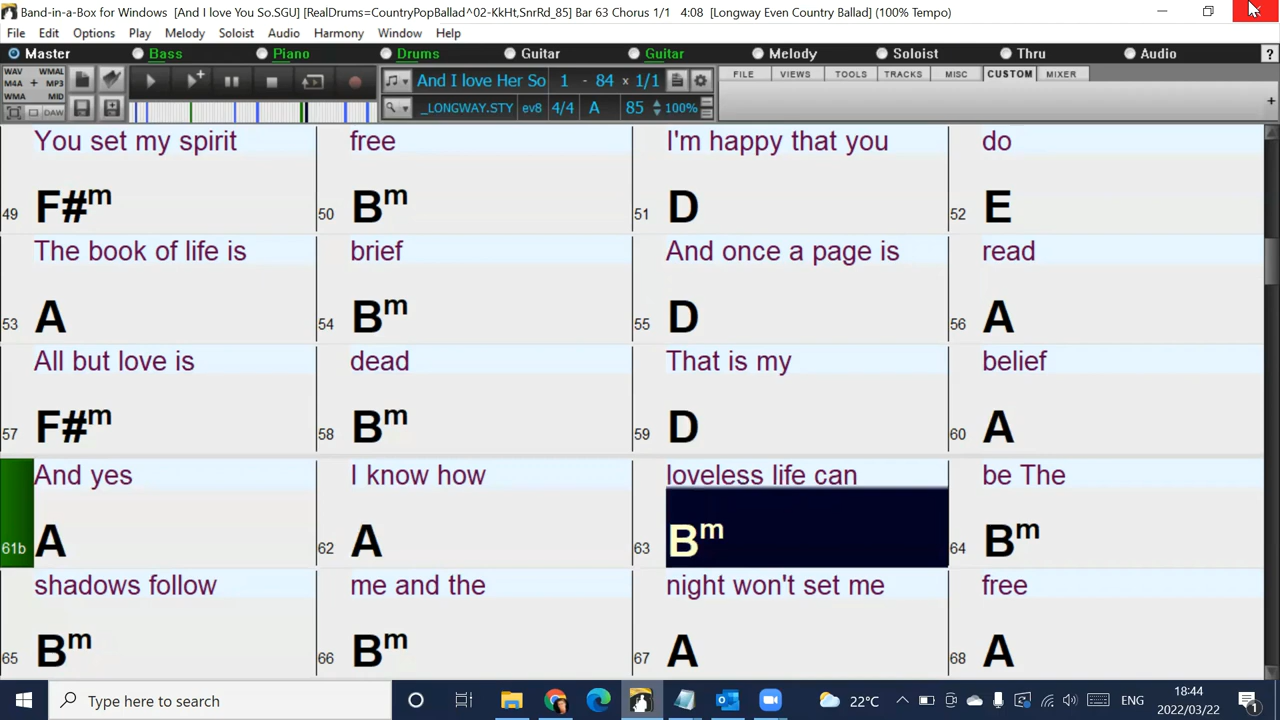 Band-in-a-Box for Windows [And I love You So.SGU] [RealDrums=CountryPopBallad^02-KkHt,SnrRd_85] Bar 63 Chorus 1/1 4:08 [Longway Even Country Ballad] (100% Tempo)
File Edit Options Play Melody Soloist Audio Harmony Window Help
Master Bass Piano Drums Guitar Guitar Melody Soloist Thru Audio ?
WAV WMAL
M4A + MP3
WMA MID
DAW
And I love Her So 1 - 84 x 1/1
_LONGWAY.STY ev8 4/4 A 85 100%
FILE VIEWS TOOLS TRACKS MISC CUSTOM MIXER
+
You set my spirit free I'm happy that you do
49 F#m 50 Bm 51 D 52 E
The book of life is brief And once a page is read
53 A 54 Bm 55 D 56 A
All but love is dead That is my belief
57 F#m 58 Bm 59 D 60 A
And yes I know how loveless life can be The
61b A 62 A 63 Bm 64 Bm
shadows follow me and the night won't set me free
65 Bm 66 Bm 67 A 68 A
Type here to search
22°C ENG
18:44
2022/03/22
1